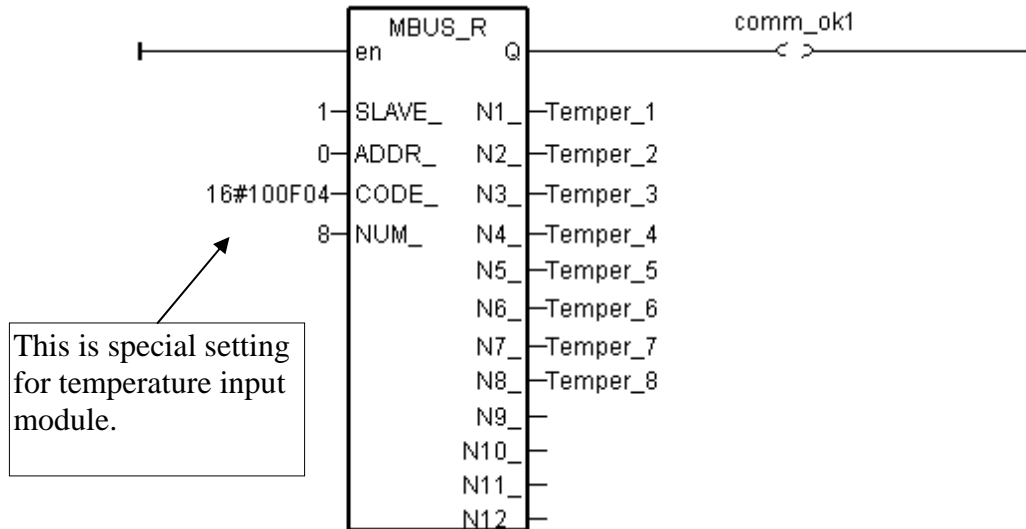 MBUS_R comm_ok1
en Q
1 SLAVE_ N1_ Temper_1
0 ADDR_ N2_ Temper_2
16#100F04 CODE_ N3_ Temper_3
8 NUM_ N4_ Temper_4
N5_ Temper_5
N6_ Temper_6
N7_ Temper_7
N8_ Temper_8
N9_
N10_
N11_
N12_
This is special setting
for temperature input
module.